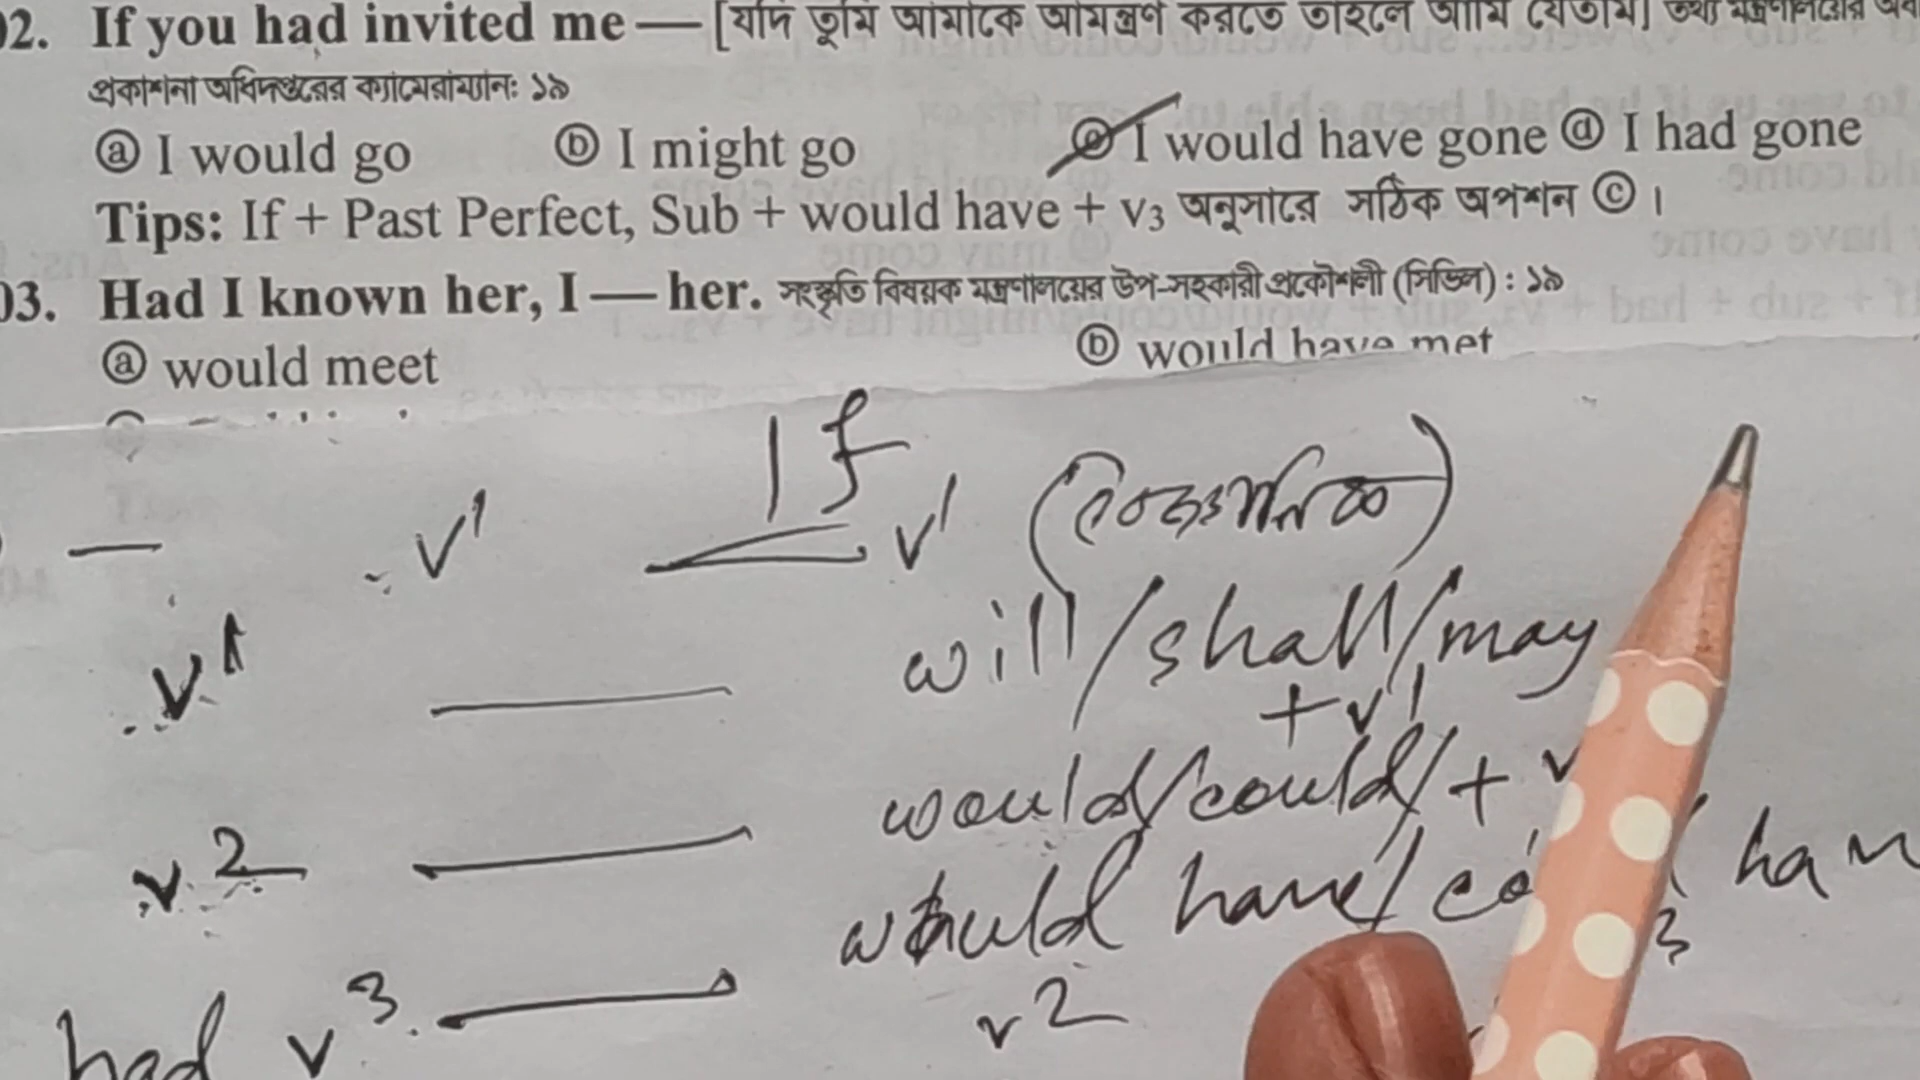 02. If you had invited me — [যদি তুমি আমাকে আমন্ত্রণ করতে তাহলে আমি যেতাম] তথ্য মন্ত্রণালয়ের
প্রকাশনা অধিদপ্তরের ক্যামেরাম্যান: ১৯
ⓐ I would go ⓑ I might go ⓒ I would have gone ⓓ I had gone
Tips: If + Past Perfect, Sub + would have + v3 অনুসারে সঠিক অপশন ⓒ।
03. Had I known her, I — her. সংস্কৃতি বিষয়ক মন্ত্রণালয়ের উপ-সহকারী প্রকৌশলী (সিভিল) : ১৯
ⓐ would meet ⓑ would have met
If
— v1 v1
v1 — will/shall/may
+v1
v2 — would/could/ +
would have/
had v3 — v2